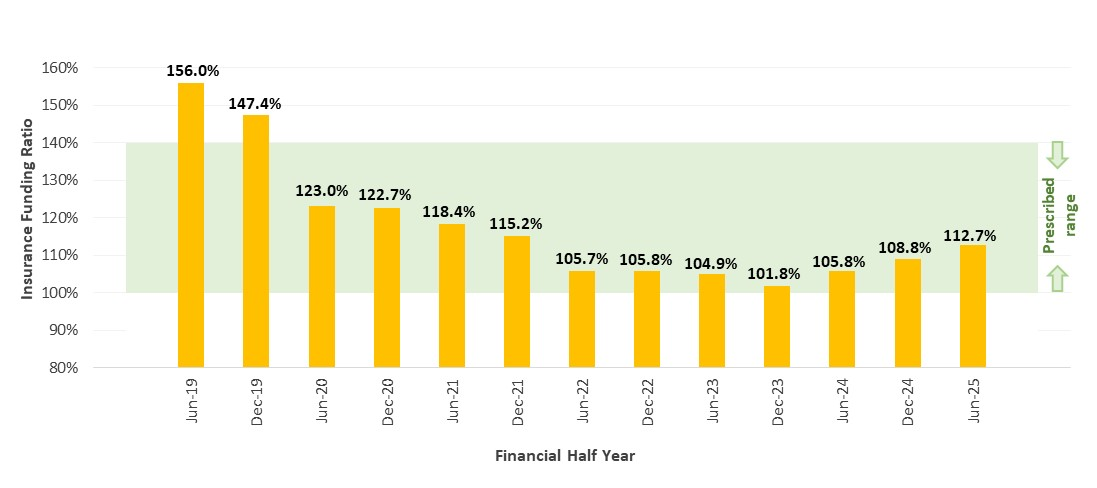 160%
150%
140%
130%
120%
110%
100%
90%
80%
Insurance Funding Ratio
156.0%
147.4%
123.0%
122.7%
118.4%
115.2%
105.7%
105.8%
104.9%
101.8%
105.8%
108.8%
112.7%
Prescribed
range
Jun-19
Dec-19
Jun-20
Dec-20
Jun-21
Dec-21
Jun-22
Dec-22
Jun-23
Dec-23
Jun-24
Dec-24
Jun-25
Financial Half Year